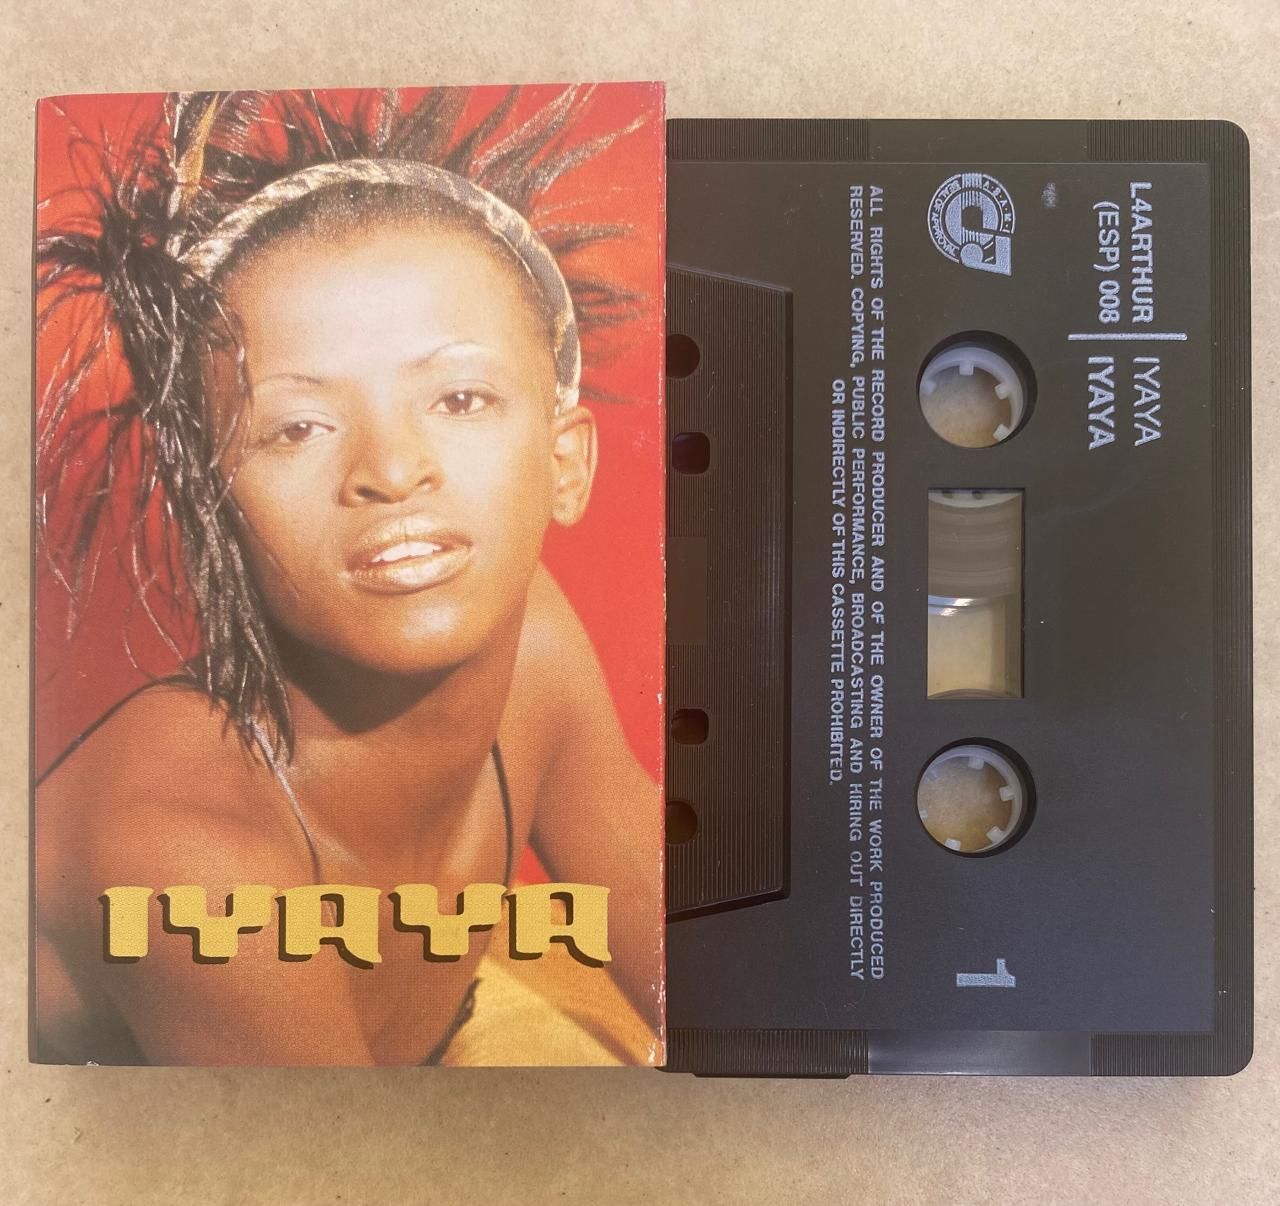 IYAYA
L4ARTHUR
(ESP) 008
IYAYA
IYAYA
ALL RIGHTS OF THE RECORD PRODUCER AND OF THE OWNER OF THE WORK PRODUCED
RESERVED. COPYING, PUBLIC PERFORMANCE, BROADCASTING AND HIRING OUT DIRECTLY
OR INDIRECTLY OF THIS CASSETTE PROHIBITED.
1